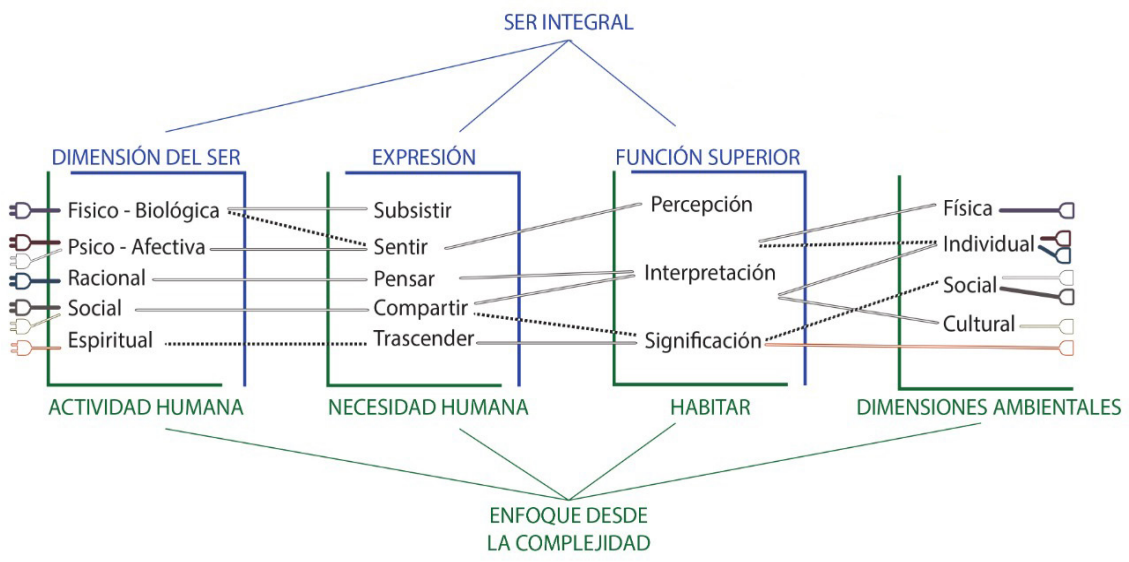 SER INTEGRAL
DIMENSIÓN DEL SER
EXPRESIÓN
FUNCIÓN SUPERIOR
Fisico - Biológica
Psico - Afectiva
Racional
Social
Espiritual
Subsistir
Sentir
Pensar
Compartir
Trascender
Percepción
Interpretación
Significación
Física
Individual
Social
Cultural
ACTIVIDAD HUMANA
NECESIDAD HUMANA
HABITAR
DIMENSIONES AMBIENTALES
ENFOQUE DESDE
LA COMPLEJIDAD